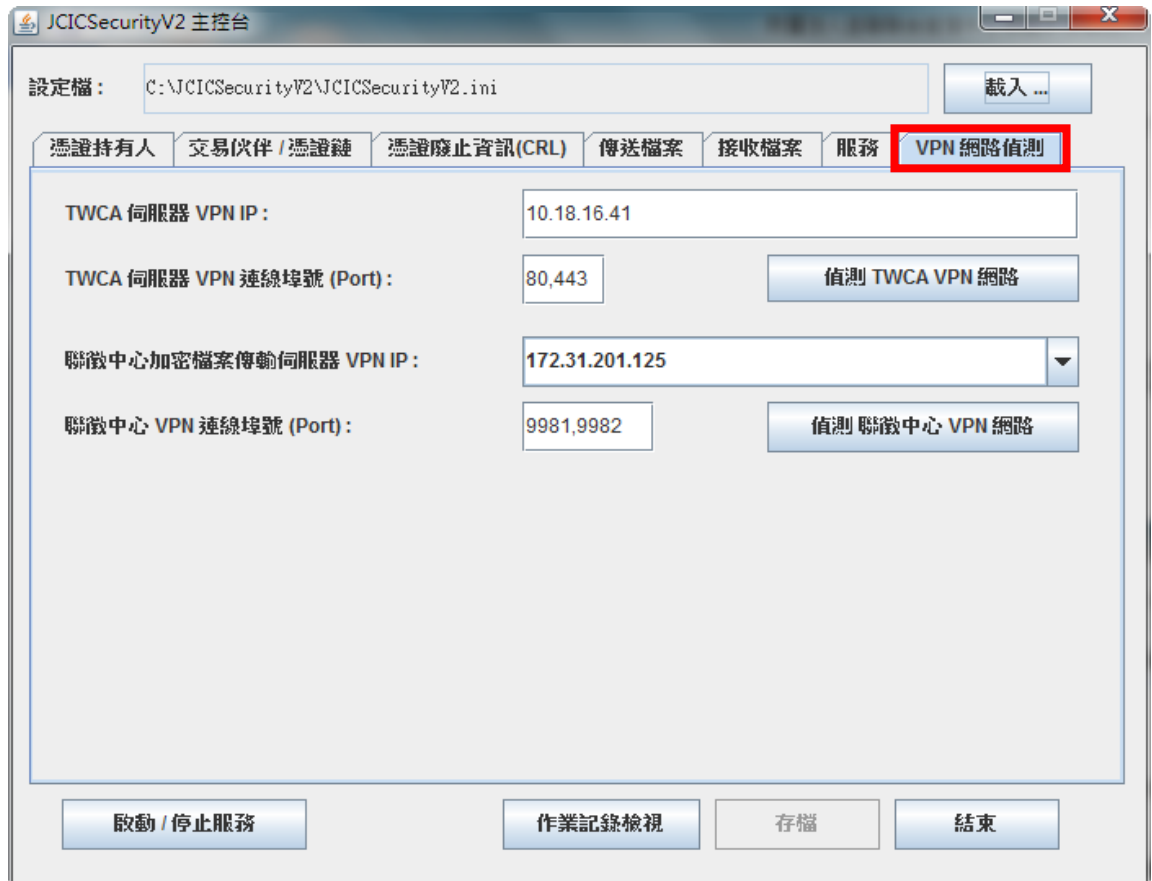 JCICSecurityV2 主控台
設定檔： C:\JCICSecurityV2\JCICSecurityV2.ini 載入 ...
憑證持有人 交易伙伴 / 憑證鏈 憑證廢止資訊(CRL) 傳送檔案 接收檔案 服務 VPN 網路偵測
TWCA 伺服器 VPN IP : 10.18.16.41
TWCA 伺服器 VPN 連線埠號 (Port) : 80,443 偵測 TWCA VPN 網路
聯徵中心加密檔案傳輸伺服器 VPN IP : 172.31.201.125
聯徵中心 VPN 連線埠號 (Port) : 9981,9982 偵測 聯徵中心 VPN 網路
啟動 / 停止服務 作業記錄檢視 存檔 結束